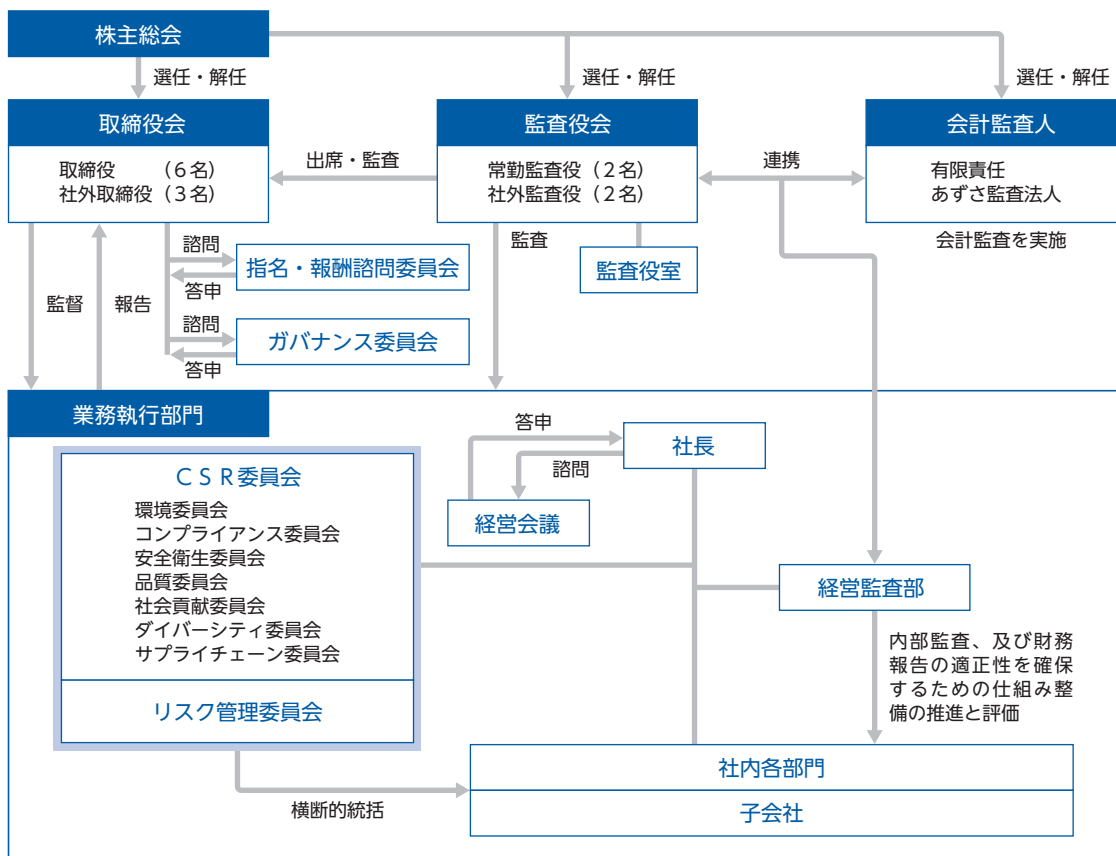 株主総会
選任・解任
選任・解任
選任・解任
取締役会
取締役 (6名)
社外取締役 (3名)
出席・監査
監査役会
常勤監査役 (2名)
社外監査役 (2名)
連携
会計監査人
有限責任
あずさ監査法人
会計監査を実施
監督
報告
諮問
答申
指名・報酬諮問委員会
諮問
答申
ガバナンス委員会
監査
監査役室
業務執行部門
CSR委員会
環境委員会
コンプライアンス委員会
安全衛生委員会
品質委員会
社会貢献委員会
ダイバーシティ委員会
サプライチェーン委員会
リスク管理委員会
答申
諮問
社長
経営会議
経営監査部
内部監査、及び財務
報告の適正性を確保
するための仕組み整
備の推進と評価
横断的統括
社内各部門
子会社